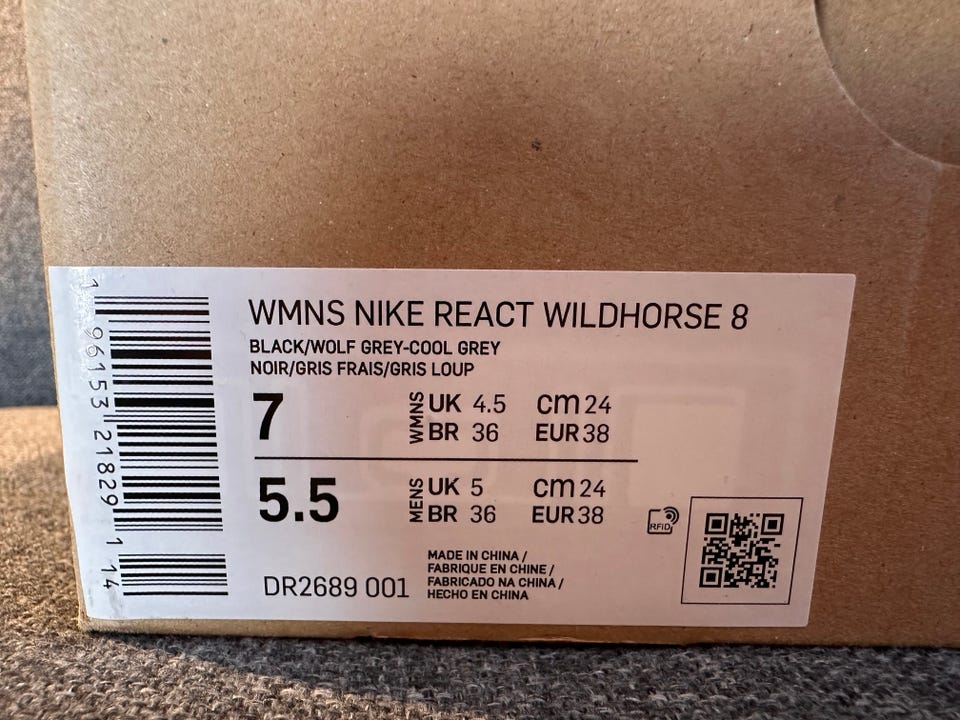 1 96153 21829 1 14
WMNS NIKE REACT WILDHORSE 8
BLACK/WOLF GREY-COOL GREY
NOIR/GRIS FRAIS/GRIS LOUP
7 WMNS UK 4.5 cm 24
BR 36 EUR 38
5.5 MENS UK 5 cm 24
BR 36 EUR 38
RFID
DR2689 001
MADE IN CHINA /
FABRIQUE EN CHINE /
FABRICADO NA CHINA /
HECHO EN CHINA